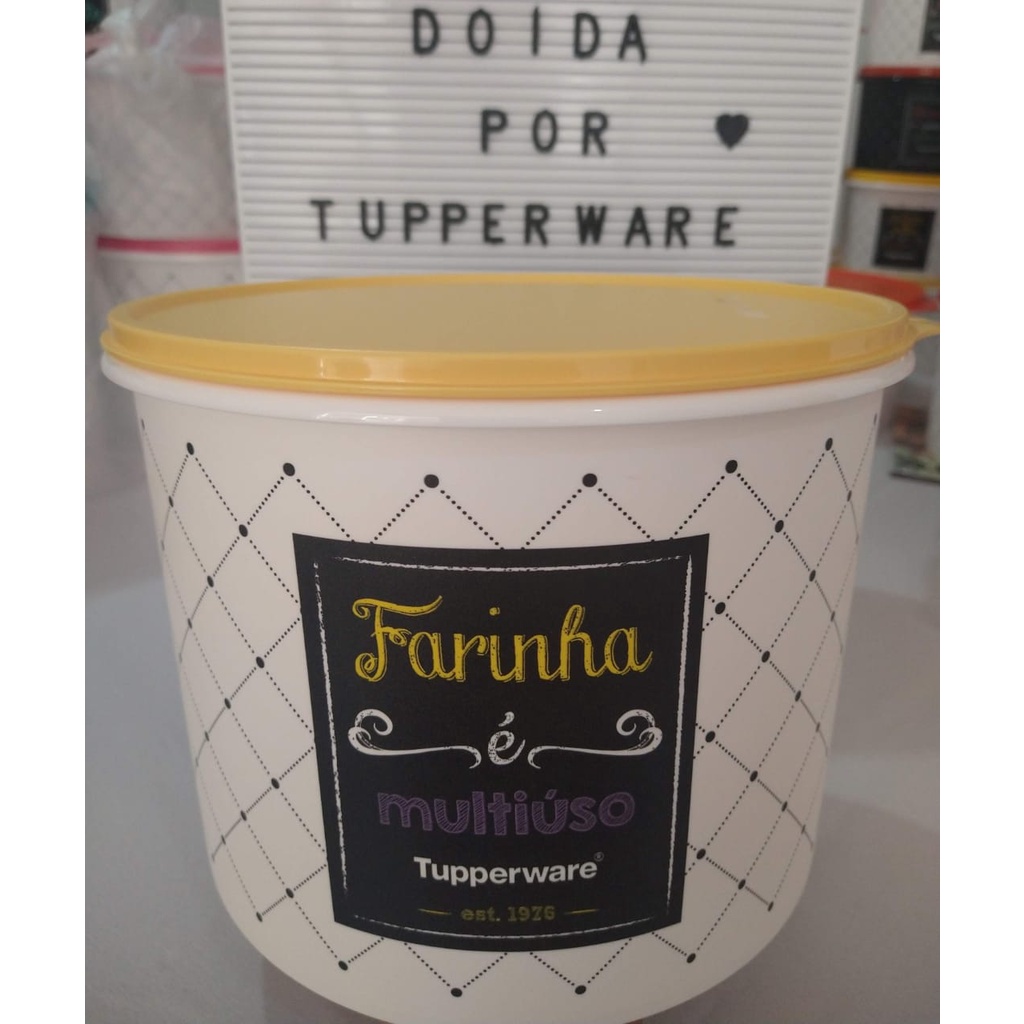 DOIDA
POR ♥
TUPPERWARE
Farinha
é
multiúso
Tupperware®
est. 1976